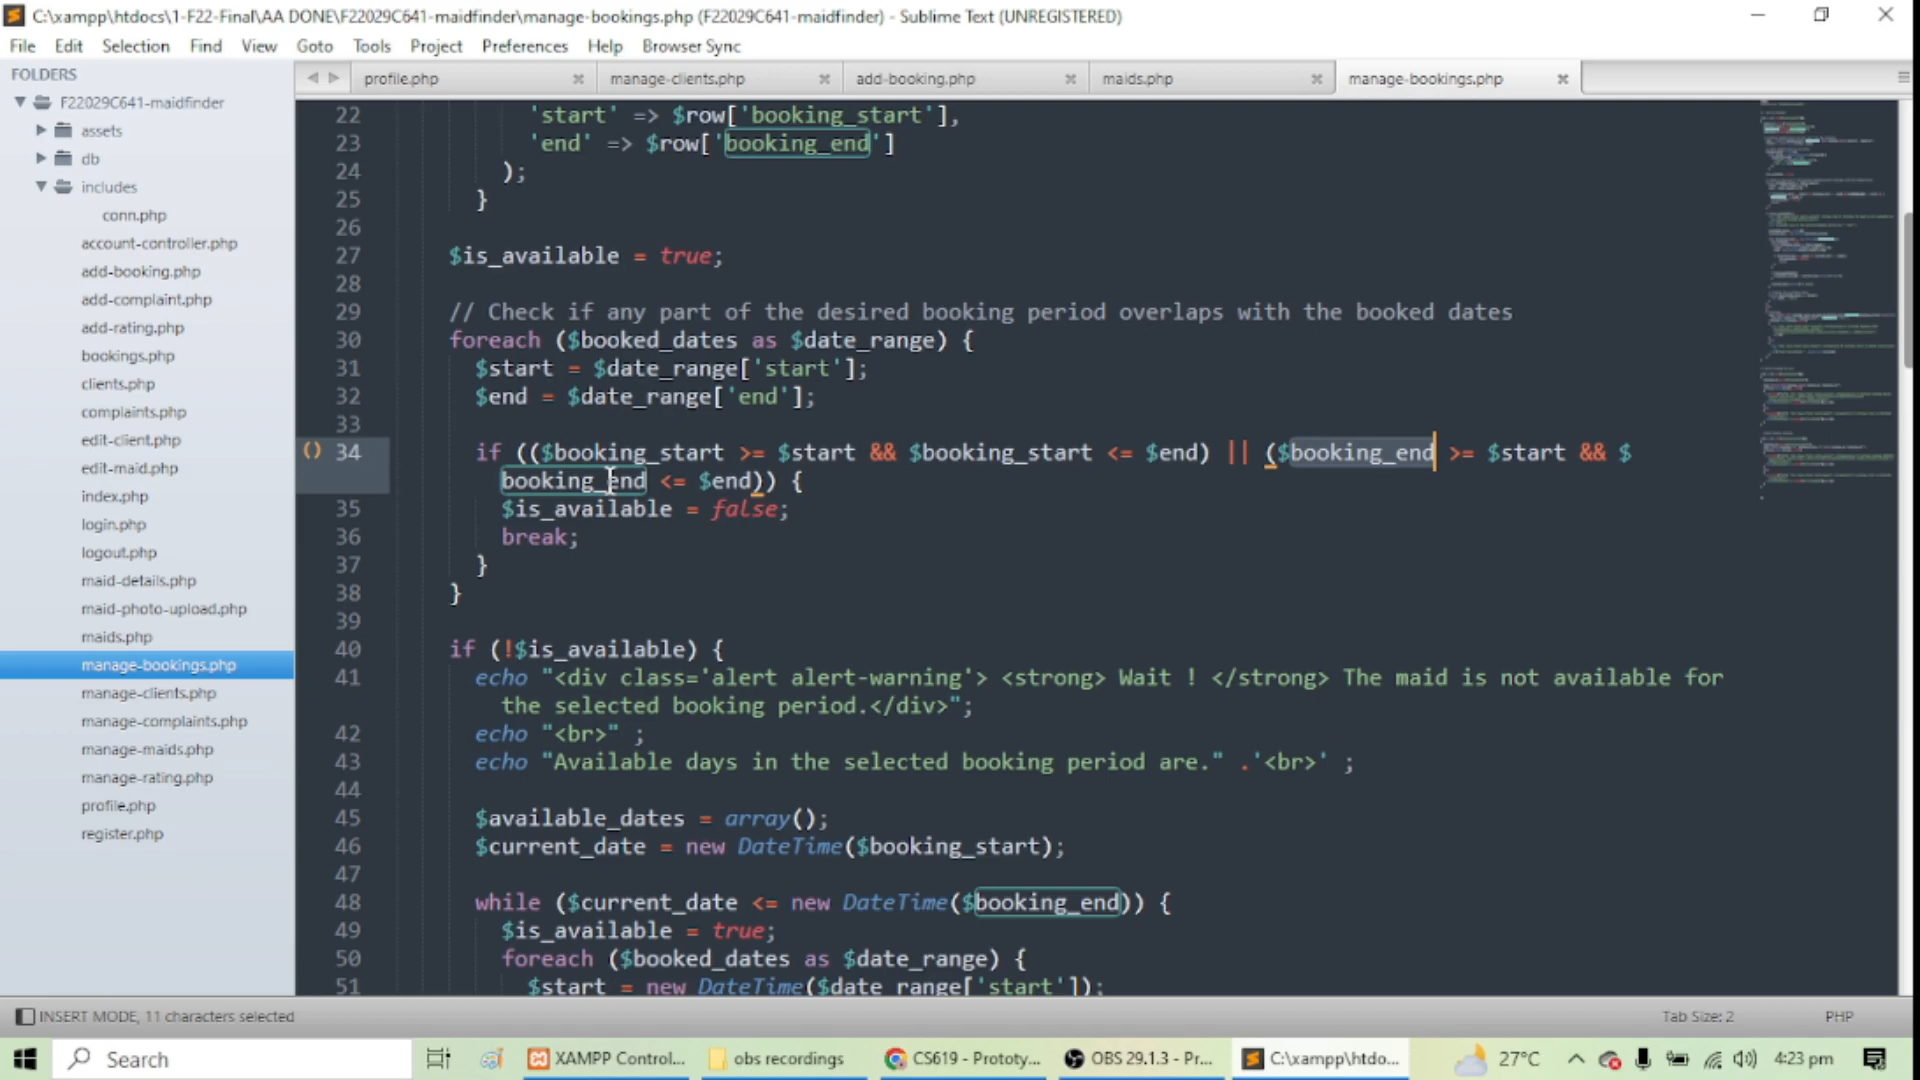 C:\xampp\htdocs\1-F22-Final\AA DONE\F22029C641-maidfinder\manage-bookings.php (F22029C641-maidfinder) - Sublime Text (UNREGISTERED)
File Edit Selection Find View Goto Tools Project Preferences Help Browser Sync
FOLDERS
F22029C641-maidfinder
assets
db
includes
conn.php
account-controller.php
add-booking.php
add-complaint.php
add-rating.php
bookings.php
clients.php
complaints.php
edit-client.php
edit-maid.php
index.php
login.php
logout.php
maid-details.php
maid-photo-upload.php
maids.php
manage-bookings.php
manage-clients.php
manage-complaints.php
manage-maids.php
manage-rating.php
profile.php
register.php
profile.php manage-clients.php add-booking.php maids.php manage-bookings.php
22 'start' => $row['booking_start'],
23 'end' => $row['booking_end']
24 );
25 }
26
27 $is_available = true;
28
29 // Check if any part of the desired booking period overlaps with the booked dates
30 foreach ($booked_dates as $date_range) {
31 $start = $date_range['start'];
32 $end = $date_range['end'];
33
34 if (($booking_start >= $start && $booking_start <= $end) || ($booking_end >= $start && $
booking_end <= $end)) {
35 $is_available = false;
36 break;
37 }
38 }
39
40 if (!$is_available) {
41 echo "<div class='alert alert-warning'> <strong> Wait ! </strong> The maid is not available for
the selected booking period.</div>";
42 echo "<br>" ;
43 echo "Available days in the selected booking period are." .'<br>' ;
44
45 $available_dates = array();
46 $current_date = new DateTime($booking_start);
47
48 while ($current_date <= new DateTime($booking_end)) {
49 $is_available = true;
50 foreach ($booked_dates as $date_range) {
51 $start = new DateTime($date_range['start']);
INSERT MODE, 11 characters selected Tab Size: 2 PHP
Search XAMPP Control... obs recordings CS619 - Prototy... OBS 29.1.3 - Pr... C:\xampp\htdo... 27°C 4:23 pm